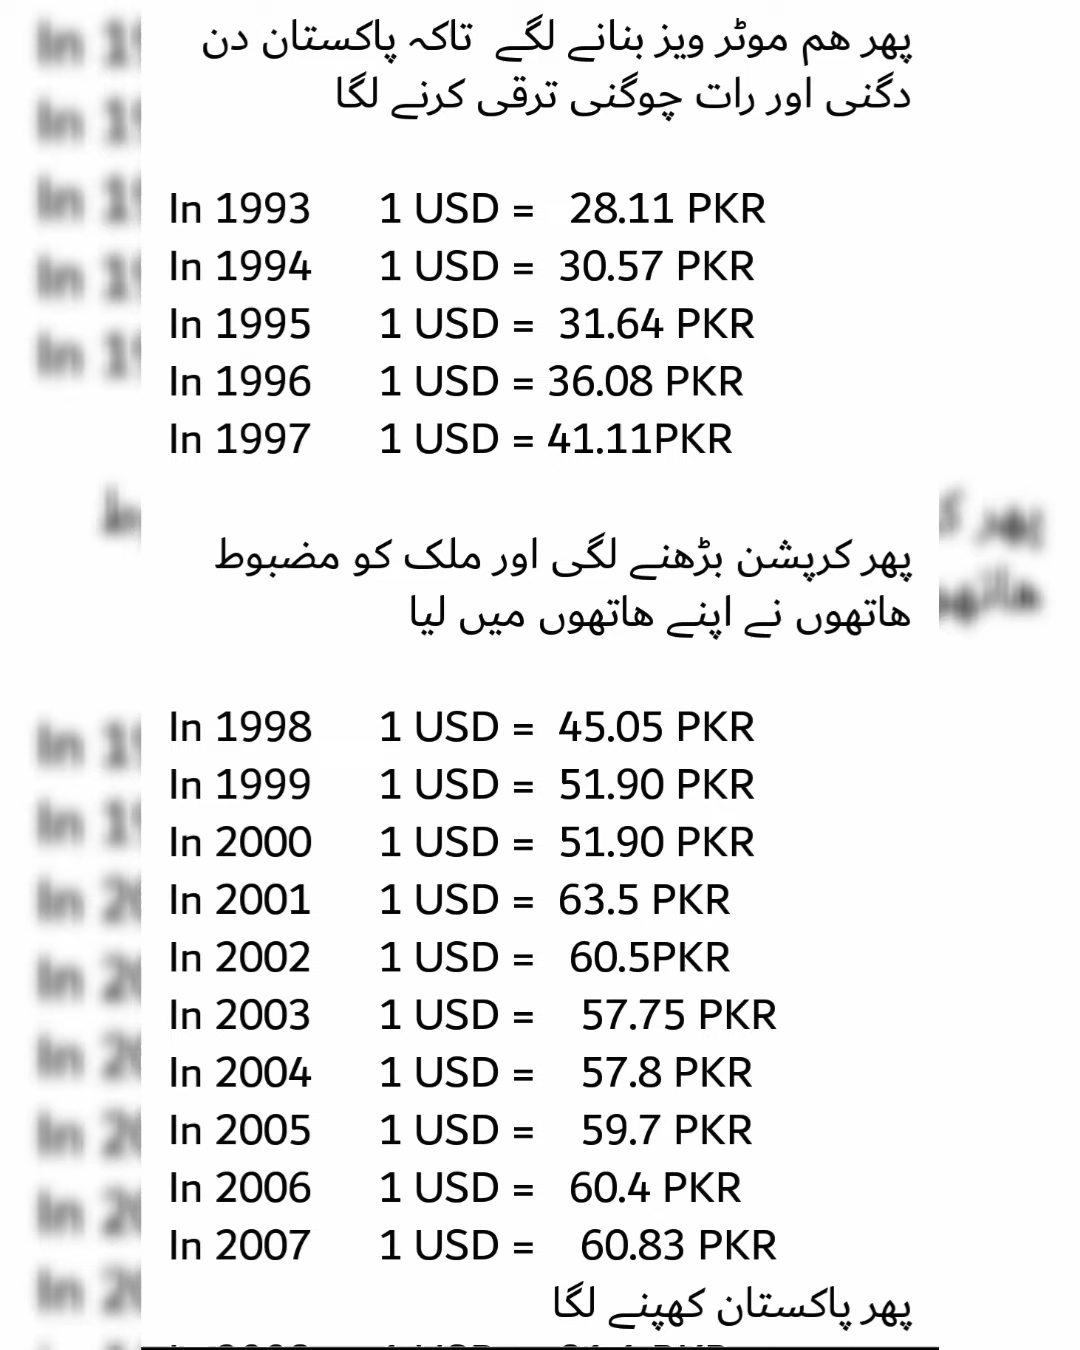 پھر ھم موٹر ویز بنانے لگے تاکہ پاکستان دن
دگنی اور رات چوگنی ترقی کرنے لگا
In 1993 1 USD = 28.11 PKR
In 1994 1 USD = 30.57 PKR
In 1995 1 USD = 31.64 PKR
In 1996 1 USD = 36.08 PKR
In 1997 1 USD = 41.11PKR
پھر کرپشن بڑھنے لگی اور ملک کو مضبوط
ھاتھوں نے اپنے ھاتھوں میں لیا
In 1998 1 USD = 45.05 PKR
In 1999 1 USD = 51.90 PKR
In 2000 1 USD = 51.90 PKR
In 2001 1 USD = 63.5 PKR
In 2002 1 USD = 60.5PKR
In 2003 1 USD = 57.75 PKR
In 2004 1 USD = 57.8 PKR
In 2005 1 USD = 59.7 PKR
In 2006 1 USD = 60.4 PKR
In 2007 1 USD = 60.83 PKR
پھر پاکستان کھپنے لگا